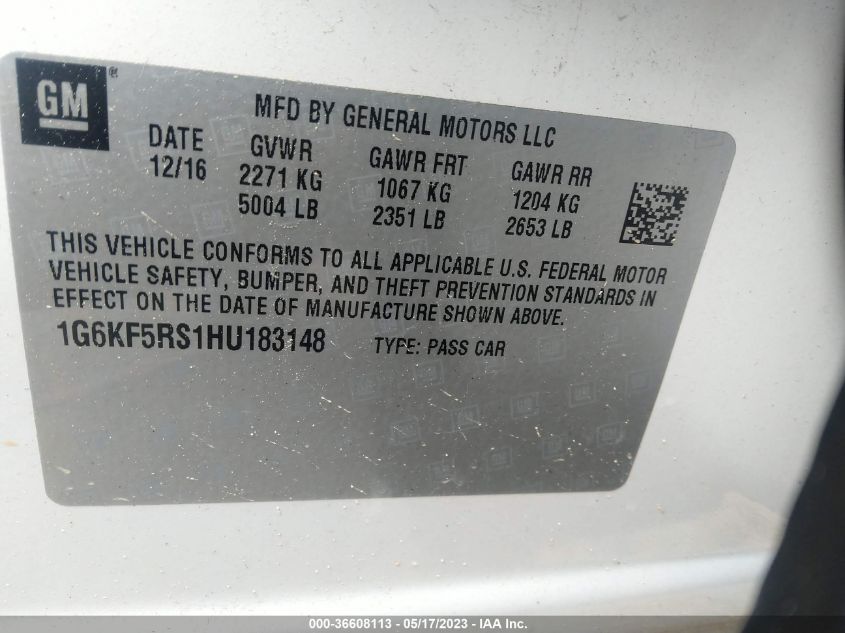 GM®
MFD BY GENERAL MOTORS LLC
DATE GVWR GAWR FRT GAWR RR
12/16 2271 KG 1067 KG 1204 KG
5004 LB 2351 LB 2653 LB
THIS VEHICLE CONFORMS TO ALL APPLICABLE U.S. FEDERAL MOTOR
VEHICLE SAFETY, BUMPER, AND THEFT PREVENTION STANDARDS IN
EFFECT ON THE DATE OF MANUFACTURE SHOWN ABOVE.
1G6KF5RS1HU183148 TYPE: PASS CAR
000-36608113 — 05/17/2023 — IAA Inc.